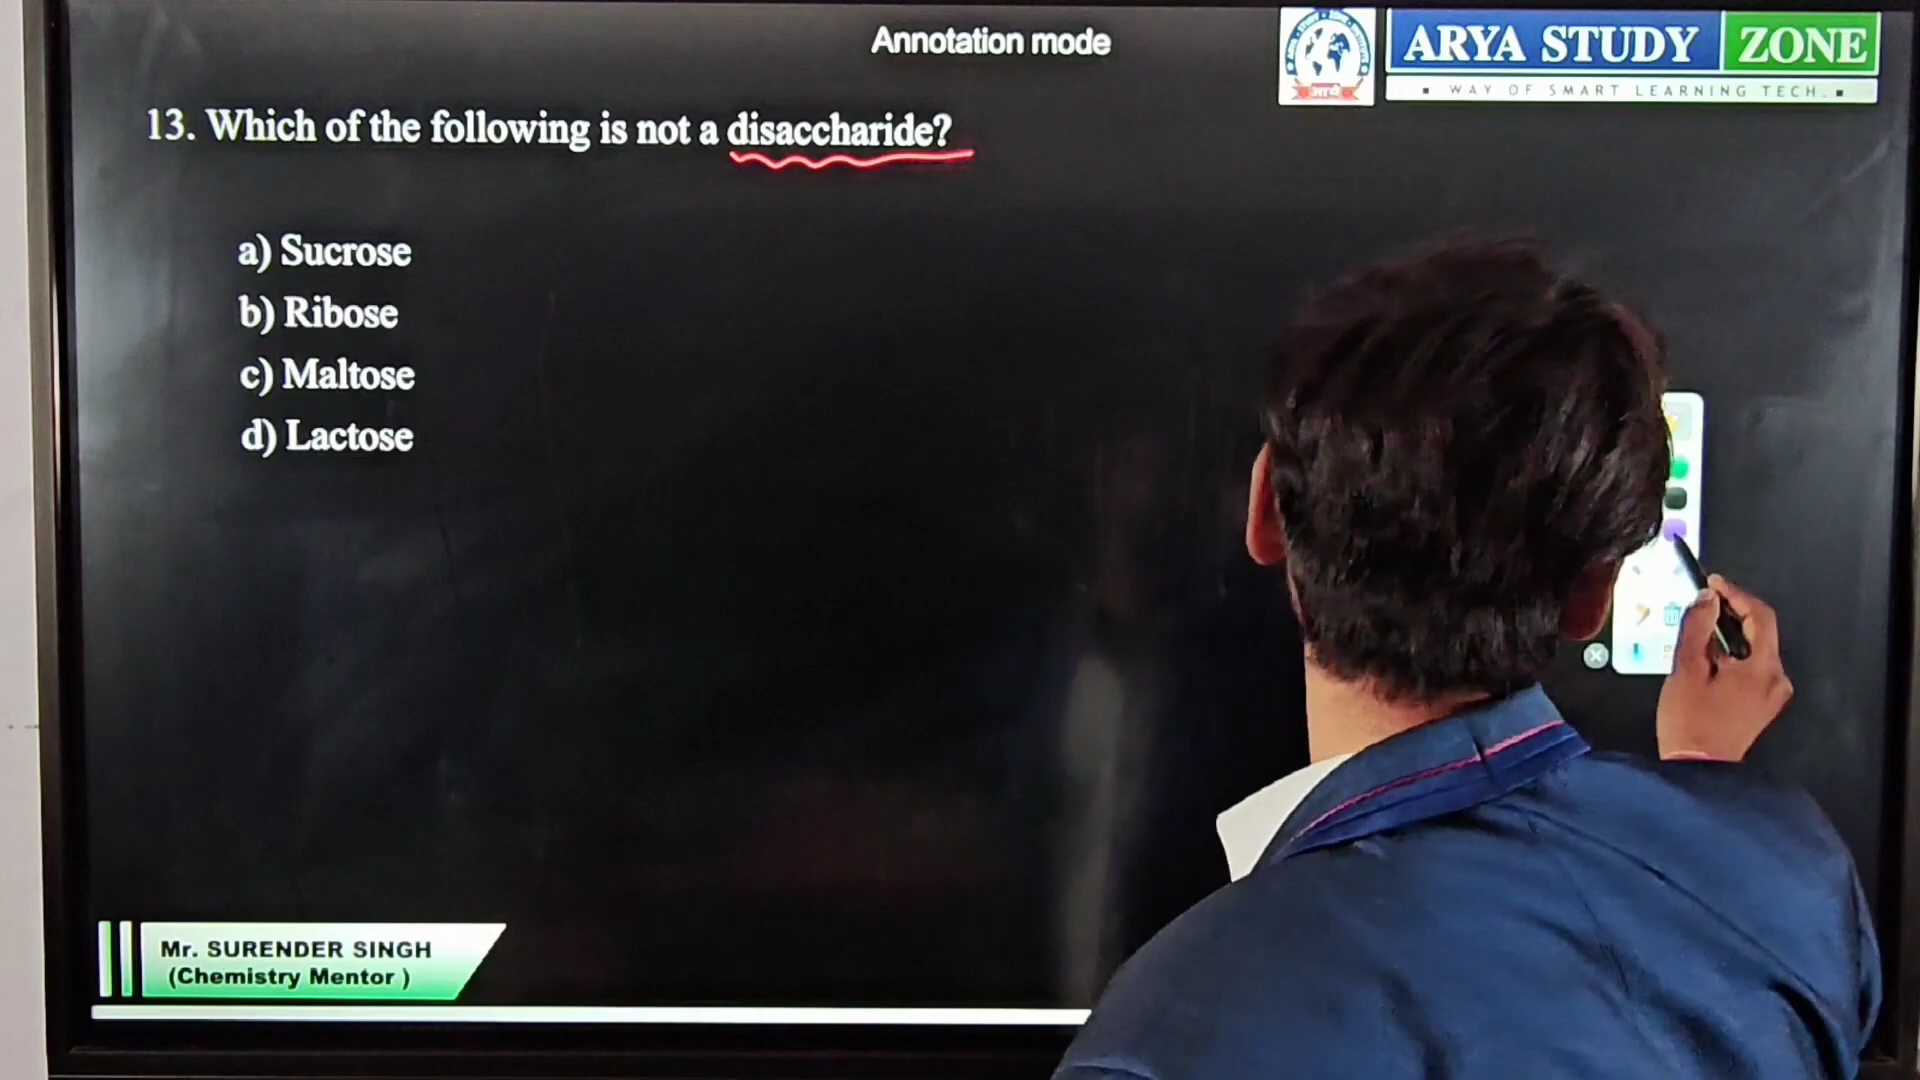 Annotation mode
ARYA STUDY ZONE
▪ WAY OF SMART LEARNING TECH. ▪
आर्य
13. Which of the following is not a disaccharide?
a) Sucrose
b) Ribose
c) Maltose
d) Lactose
Mr. SURENDER SINGH
(Chemistry Mentor )